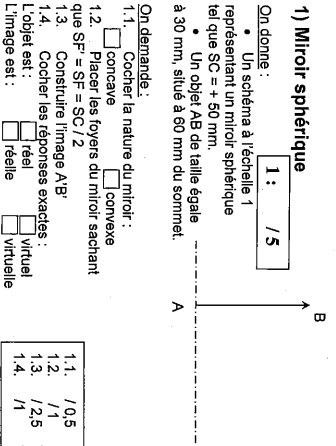 1) Miroir sphérique
1 : / 5
On donne :
• Un schéma à l'échelle 1
représentant un miroir sphérique
tel que SC = + 50 mm.
• Un objet AB de taille égale
à 30 mm, situé à 60 mm du sommet.
B
A
On demande :
1.1. Cocher la nature du miroir :
concave convexe
1.2. Placer les foyers du miroir sachant
que SF' = SF = SC / 2
1.3. Construire l'image A'B'
1.4. Cocher les réponses exactes :
L'objet est : réel virtuel
L'image est : réelle virtuelle
1.1. / 0,5
1.2. / 1
1.3. / 2,5
1.4. /1